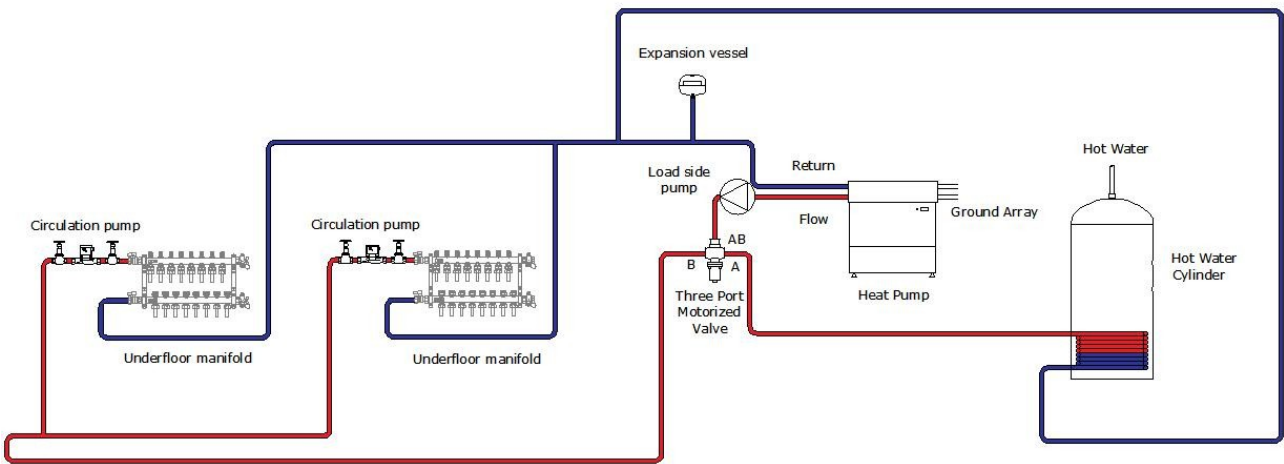 Expansion vessel
Hot Water
Load side
pump
Return
Flow
Ground Array
Circulation pump
Circulation pump
AB
B
A
Hot Water
Cylinder
Three Port
Motorized
Valve
Heat Pump
Underfloor manifold
Underfloor manifold